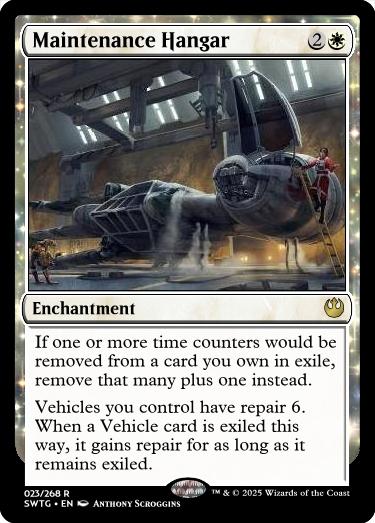 Maintenance Hangar 2
Enchantment
If one or more time counters would be
removed from a card you own in exile,
remove that many plus one instead.
Vehicles you control have repair 6.
When a Vehicle card is exiled this
way, it gains repair for as long as it
remains exiled.
023/268 R
SWTG • EN Anthony Scroggins
™ & © 2025 Wizards of the Coast